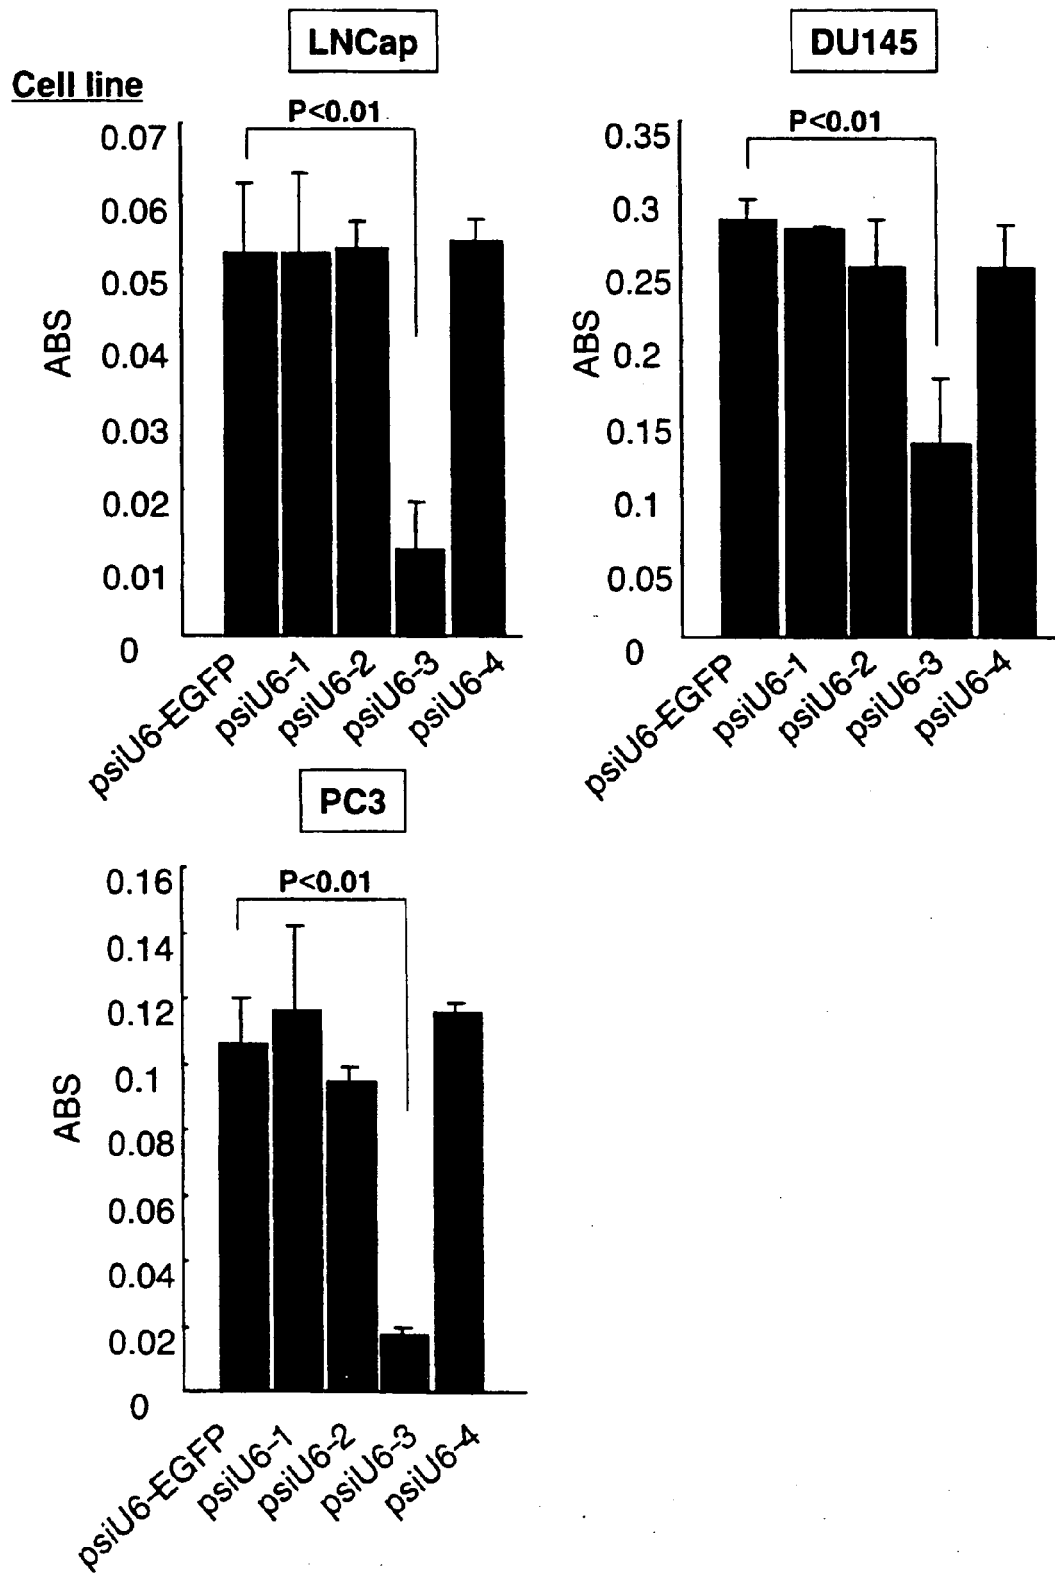 LNCap
DU145
Cell line
P<0.01
0.07
0.06
0.05
0.04
0.03
0.02
0.01
0
ABS
psiU6-EGFP
psiU6-1
psiU6-2
psiU6-3
psiU6-4
P<0.01
0.35
0.3
0.25
0.2
0.15
0.1
0.05
0
ABS
psiU6-EGFP
psiU6-1
psiU6-2
psiU6-3
psiU6-4
PC3
P<0.01
0.16
0.14
0.12
0.1
0.08
0.06
0.04
0.02
0
ABS
psiU6-EGFP
psiU6-1
psiU6-2
psiU6-3
psiU6-4